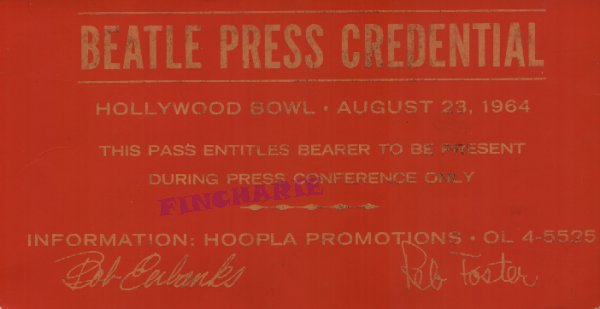 BEATLE PRESS CREDENTIAL
HOLLYWOOD BOWL • AUGUST 23, 1964
THIS PASS ENTITLES BEARER TO BE PRESENT
DURING PRESS CONFERENCE ONLY
FINCHARIE
INFORMATION: HOOPLA PROMOTIONS • OL 4-5525
Bob Eubanks
Reb Foster